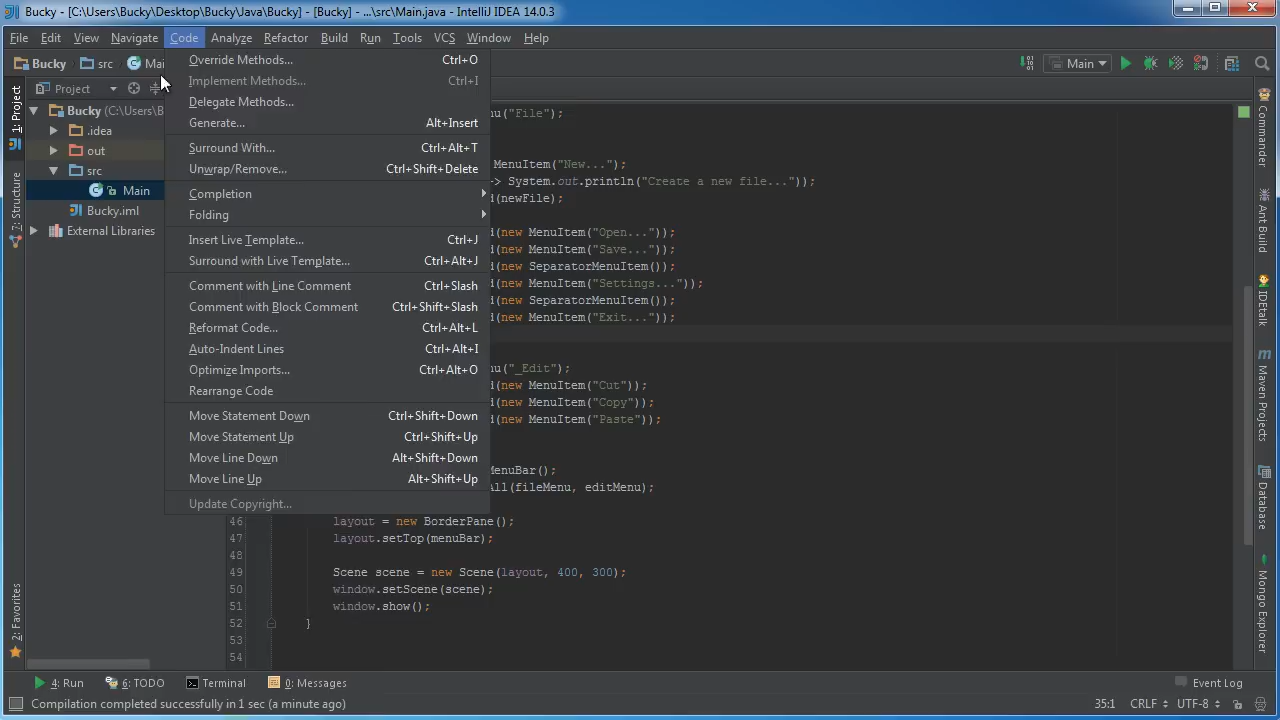 Bucky - [C:\Users\Bucky\Desktop\Bucky\Java\Bucky] - [Bucky] - ...\src\Main.java - IntelliJ IDEA 14.0.3
File Edit View Navigate Code Analyze Refactor Build Run Tools VCS Window Help
Bucky src Mai Main
Project
1: Project
7: Structure
2: Favorites
Bucky (C:\Users\B
.idea
out
src
Main
Bucky.iml
External Libraries
Override Methods... Ctrl+O
Implement Methods... Ctrl+I
Delegate Methods...
Generate... Alt+Insert
Surround With... Ctrl+Alt+T
Unwrap/Remove... Ctrl+Shift+Delete
Completion
Folding
Insert Live Template... Ctrl+J
Surround with Live Template... Ctrl+Alt+J
Comment with Line Comment Ctrl+Slash
Comment with Block Comment Ctrl+Shift+Slash
Reformat Code... Ctrl+Alt+L
Auto-Indent Lines Ctrl+Alt+I
Optimize Imports... Ctrl+Alt+O
Rearrange Code
Move Statement Down Ctrl+Shift+Down
Move Statement Up Ctrl+Shift+Up
Move Line Down Alt+Shift+Down
Move Line Up Alt+Shift+Up
Update Copyright...
nu("File");
MenuItem("New...");
-> System.out.println("Create a new file..."));
d(newFile);
d(new MenuItem("Open..."));
d(new MenuItem("Save..."));
d(new SeparatorMenuItem());
d(new MenuItem("Settings..."));
d(new SeparatorMenuItem());
d(new MenuItem("Exit..."));
nu("_Edit");
d(new MenuItem("Cut"));
d(new MenuItem("Copy"));
d(new MenuItem("Paste"));
MenuBar();
All(fileMenu, editMenu);
46 layout = new BorderPane();
47 layout.setTop(menuBar);
48
49 Scene scene = new Scene(layout, 400, 300);
50 window.setScene(scene);
51 window.show();
52 }
53
54
Commander
Ant Build
IDEtalk
Maven Projects
Database
Mongo Explorer
4: Run 6: TODO Terminal 0: Messages Event Log
Compilation completed successfully in 1 sec (a minute ago) 35:1 CRLF UTF-8